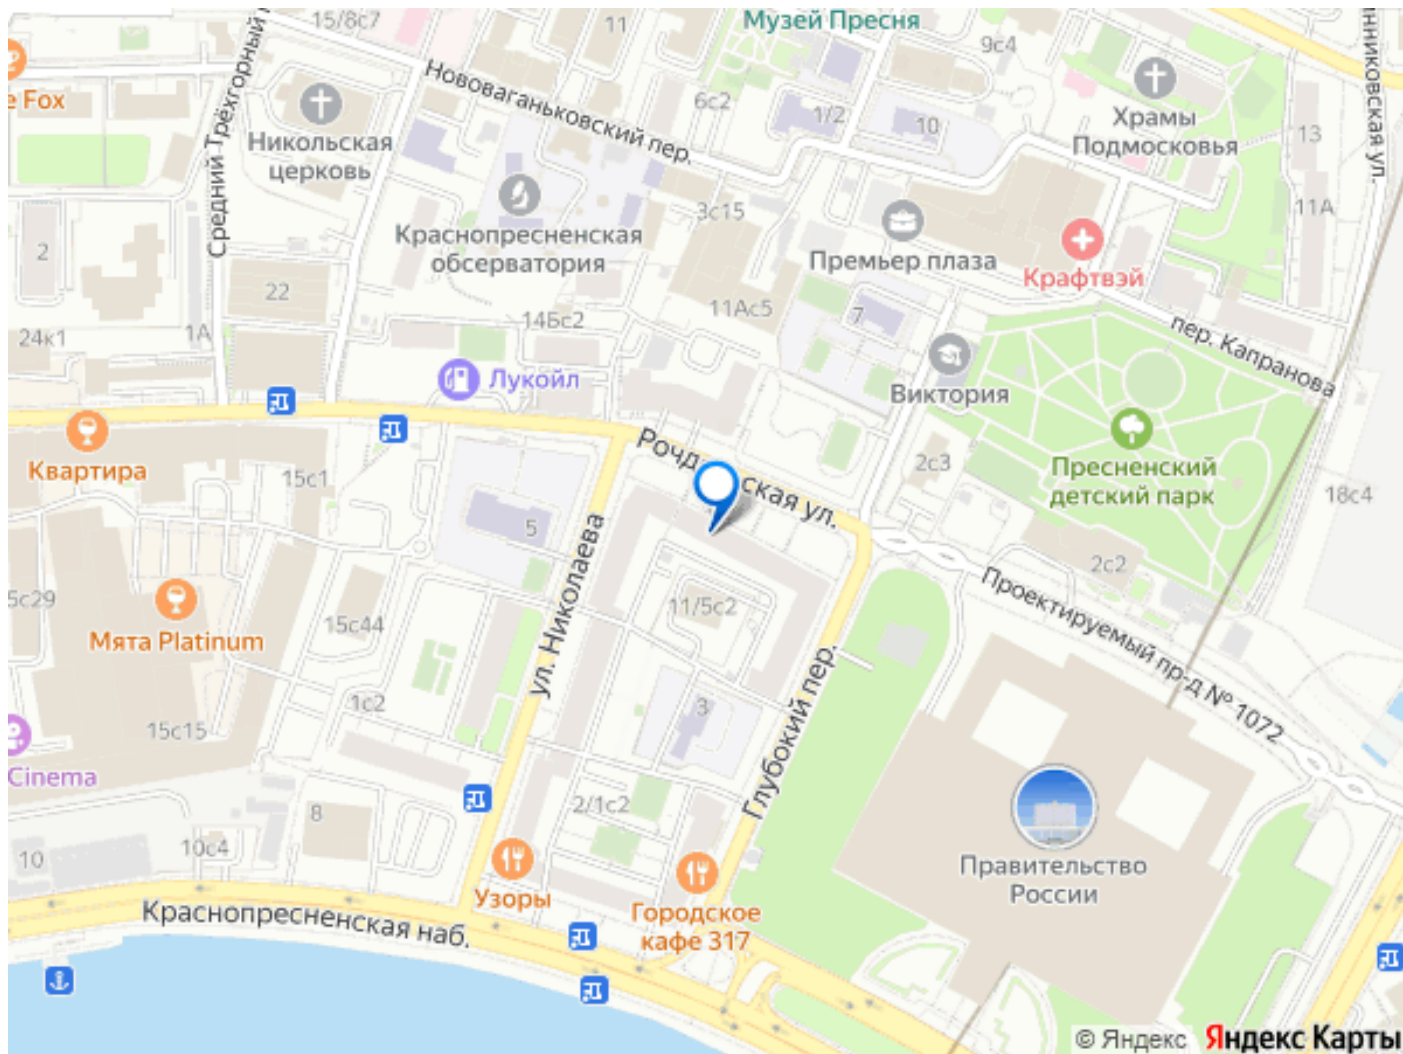 15/8с7
11
Музей Пресня
9с4
e Fox
Средний Трёхгорный
Нововаганьковский пер.
6с2
1/2
10
Храмы
Подмосковья
13
нниковская ул.
11А
Никольская
церковь
Краснопресненская
обсерватория
3с15
Премьер плаза
Крафтвэй
2
22
24к1
1А
14Бс2
11Ас5
7
пер. Капранова
Лукойл
Виктория
Квартира
15с1
Пресненский
детский парк
2с3
18с4
ская ул.
5
ул. Николаева
2с2
5с29
Мята Platinum
15с44
11/5с2
Проектируемый пр-д № 1072
1с2
15с15
3
Глубокий пер.
Cinema
8
2/1с2
10
10с4
Узоры
Городское
кафе 317
Правительство
России
Краснопресненская наб.
© Яндекс Яндекс Карты